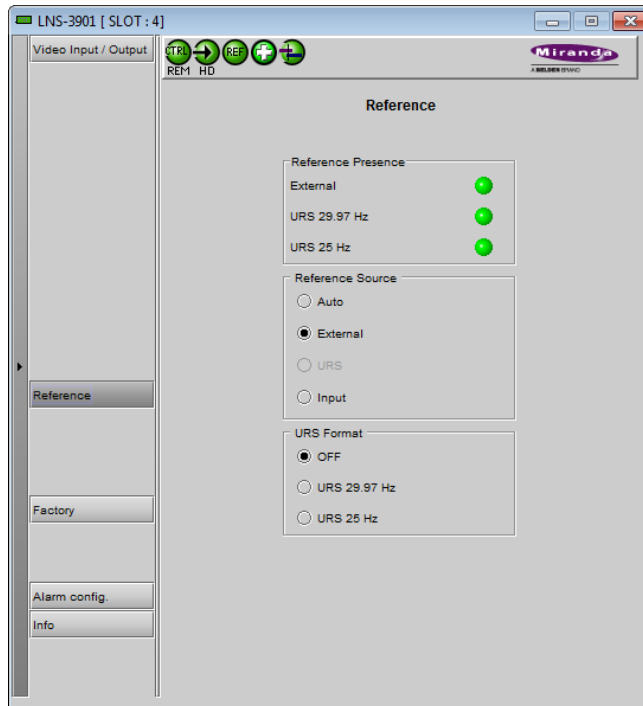 LNS-3901 [ SLOT : 4]
Video Input / Output
CTRL
REF
REM HD
Miranda
A BELDEN BRAND
Reference
Reference Presence
External
URS 29.97 Hz
URS 25 Hz
Reference Source
Auto
External
URS
Input
URS Format
OFF
URS 29.97 Hz
URS 25 Hz
Reference
Factory
Alarm config.
Info